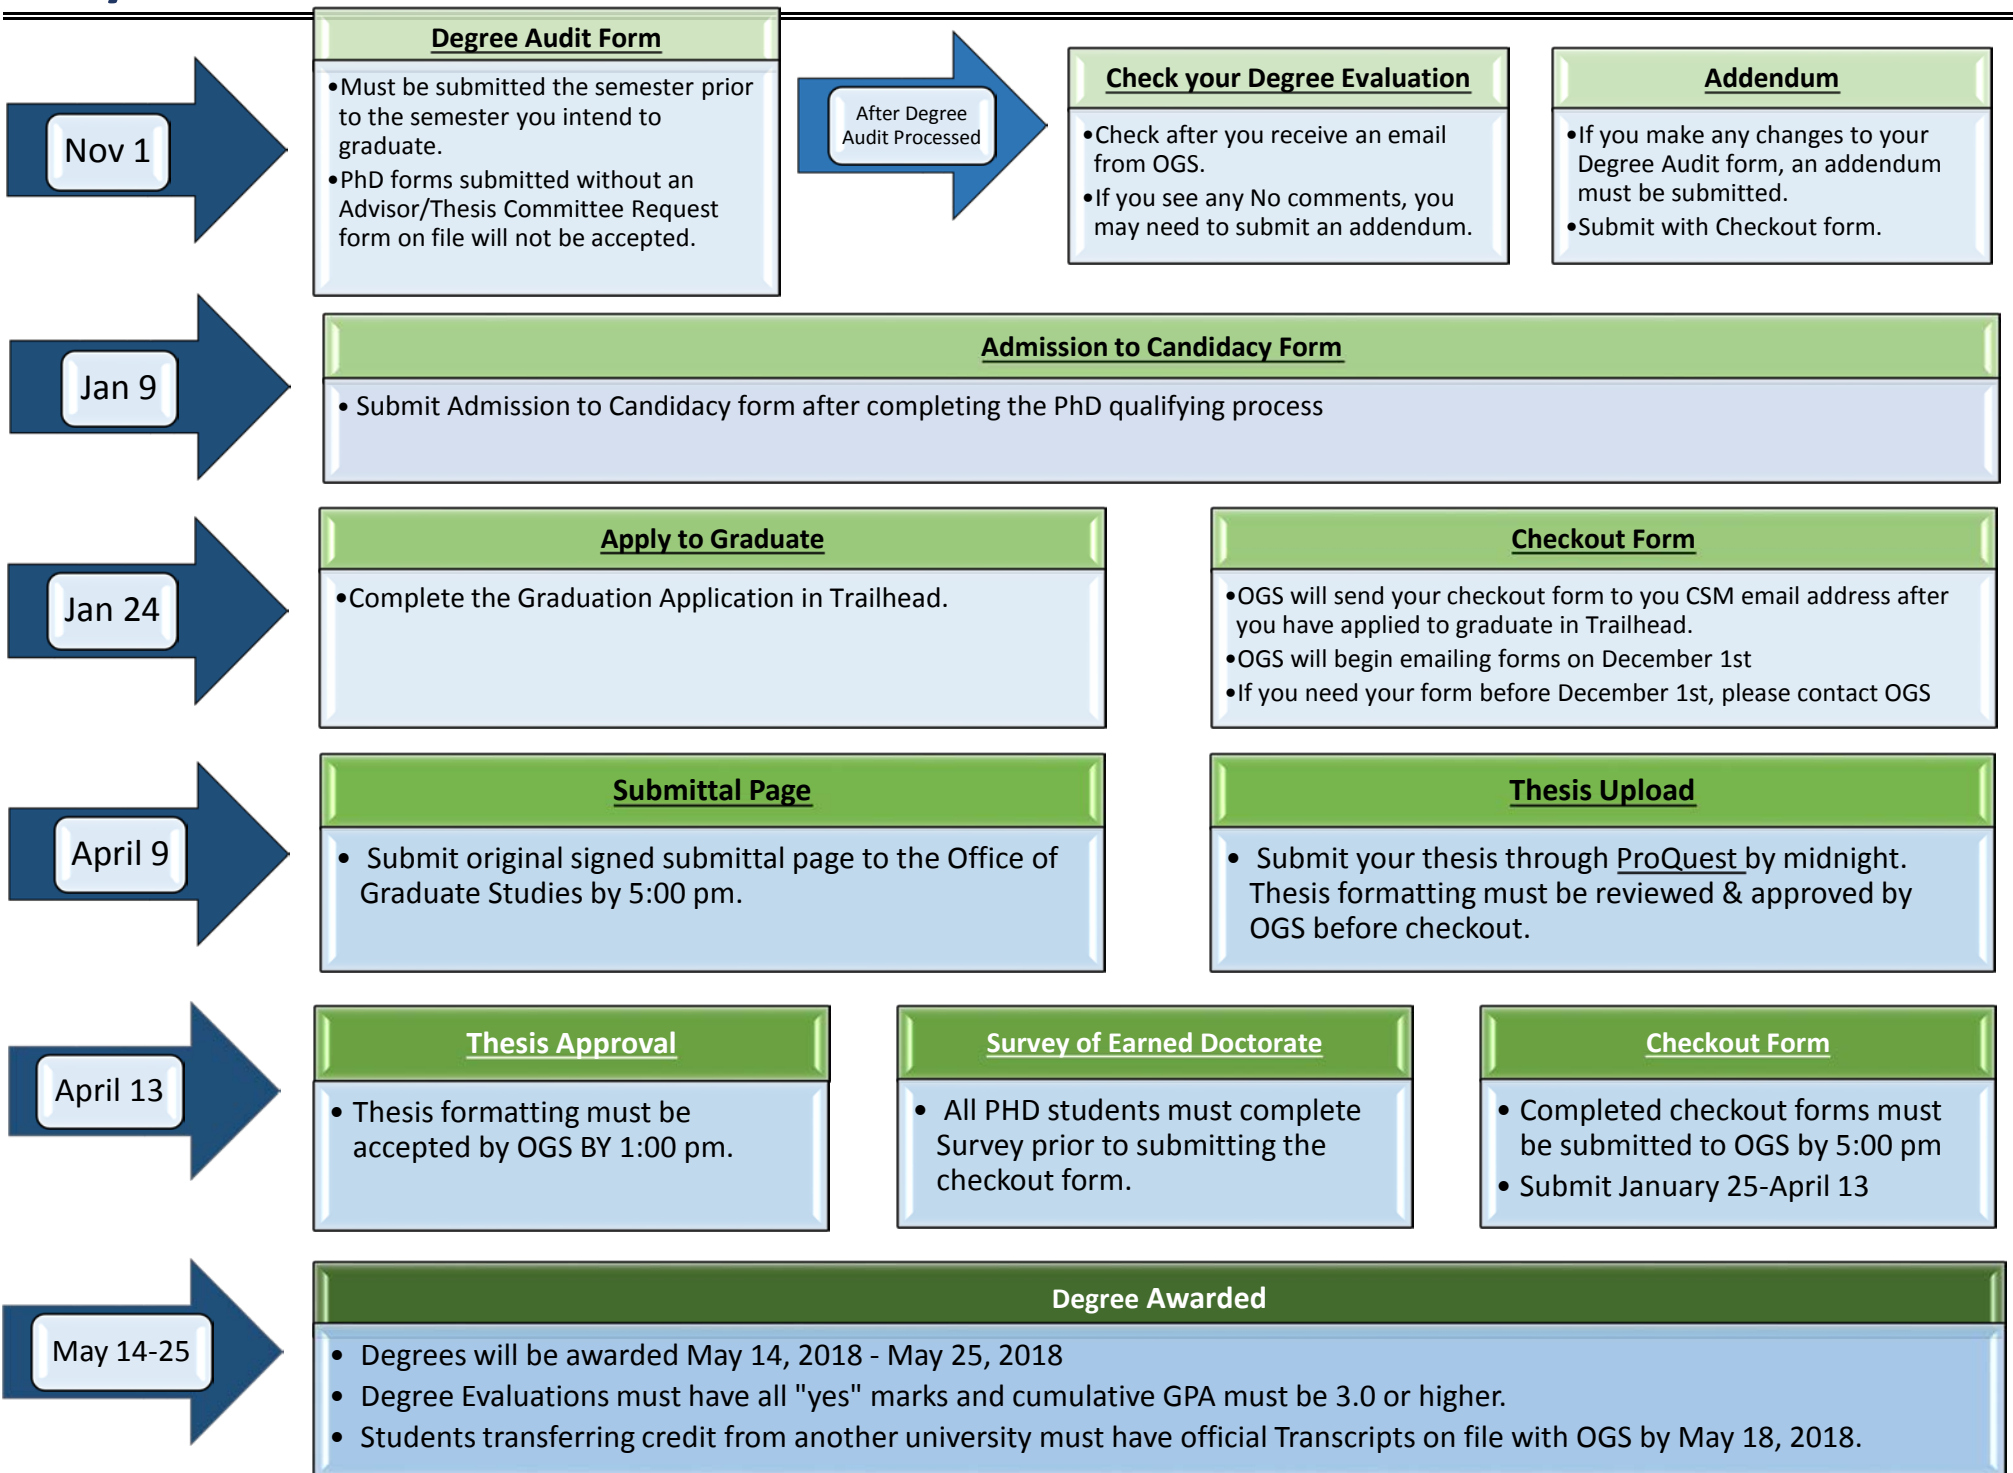 Nov 1
Degree Audit Form
•Must be submitted the semester prior
to the semester you intend to
graduate.
•PhD forms submitted without an
Advisor/Thesis Committee Request
form on file will not be accepted.
After Degree
Audit Processed
Check your Degree Evaluation
•Check after you receive an email
from OGS.
•If you see any No comments, you
may need to submit an addendum.
Addendum
•If you make any changes to your
Degree Audit form, an addendum
must be submitted.
•Submit with Checkout form.
Jan 9
Admission to Candidacy Form
• Submit Admission to Candidacy form after completing the PhD qualifying process
Jan 24
Apply to Graduate
•Complete the Graduation Application in Trailhead.
Checkout Form
•OGS will send your checkout form to you CSM email address after
you have applied to graduate in Trailhead.
•OGS will begin emailing forms on December 1st
•If you need your form before December 1st, please contact OGS
April 9
Submittal Page
• Submit original signed submittal page to the Office of
Graduate Studies by 5:00 pm.
Thesis Upload
• Submit your thesis through ProQuest by midnight.
Thesis formatting must be reviewed & approved by
OGS before checkout.
April 13
Thesis Approval
• Thesis formatting must be
accepted by OGS BY 1:00 pm.
Survey of Earned Doctorate
• All PHD students must complete
Survey prior to submitting the
checkout form.
Checkout Form
• Completed checkout forms must
be submitted to OGS by 5:00 pm
• Submit January 25-April 13
May 14-25
Degree Awarded
• Degrees will be awarded May 14, 2018 - May 25, 2018
• Degree Evaluations must have all "yes" marks and cumulative GPA must be 3.0 or higher.
• Students transferring credit from another university must have official Transcripts on file with OGS by May 18, 2018.